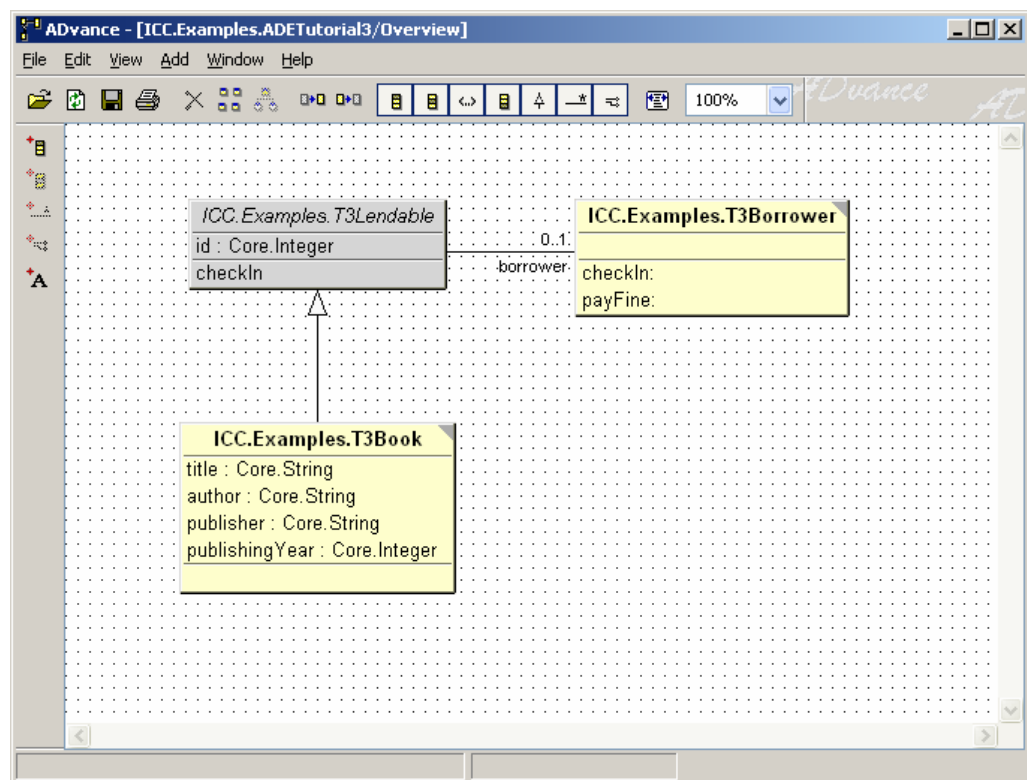 ADvance - [ICC.Examples.ADETutorial3/Overview]
File Edit View Add Window Help
100%
ADvance
AD
ICC.Examples.T3Lendable
id : Core.Integer
checkIn
0..1
borrower
ICC.Examples.T3Borrower
checkIn:
payFine:
ICC.Examples.T3Book
title : Core.String
author : Core.String
publisher : Core.String
publishingYear : Core.Integer
A